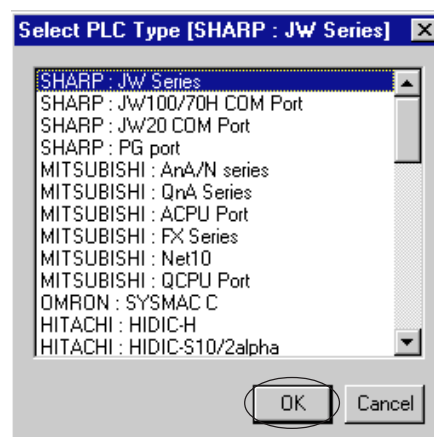 Select PLC Type [SHARP : JW Series]
SHARP : JW Series
SHARP : JW100/70H COM Port
SHARP : JW20 COM Port
SHARP : PG port
MITSUBISHI : AnA/N series
MITSUBISHI : QnA Series
MITSUBISHI : ACPU Port
MITSUBISHI : FX Series
MITSUBISHI : Net10
MITSUBISHI : QCPU Port
OMRON : SYSMAC C
HITACHI : HIDIC-H
HITACHI : HIDIC-S10/2alpha
OK Cancel